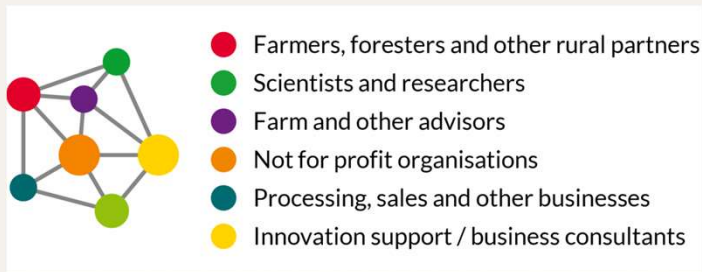 Farmers, foresters and other rural partners
Scientists and researchers
Farm and other advisors
Not for profit organisations
Processing, sales and other businesses
Innovation support / business consultants